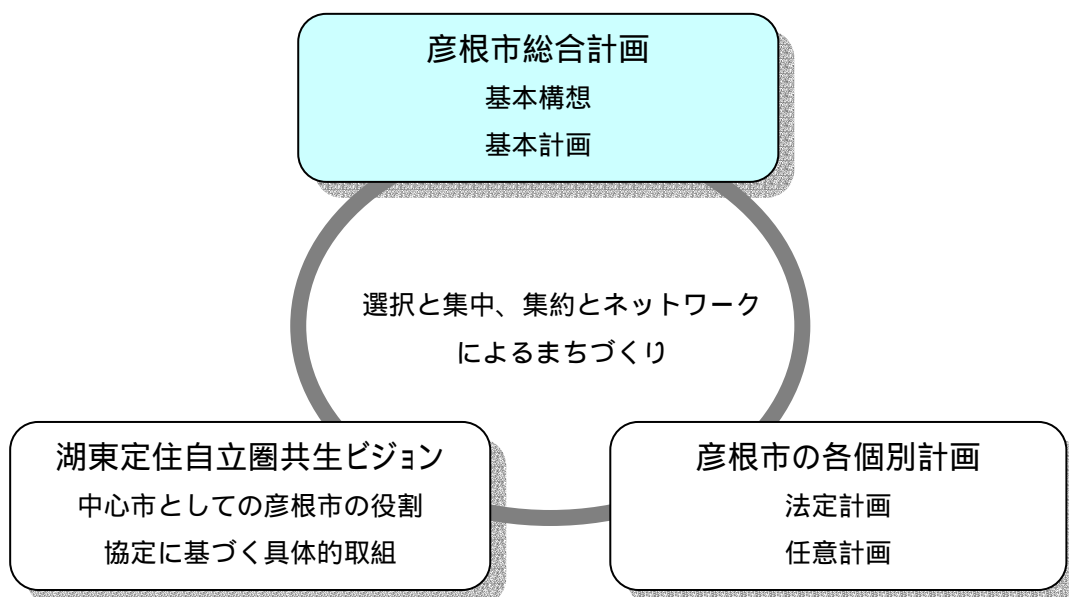 彦根市総合計画
基本構想
基本計画
選択と集中、集約とネットワーク
によるまちづくり
湖東定住自立圏共生ビジョン
中心市としての彦根市の役割
協定に基づく具体的取組
彦根市の各個別計画
法定計画
任意計画